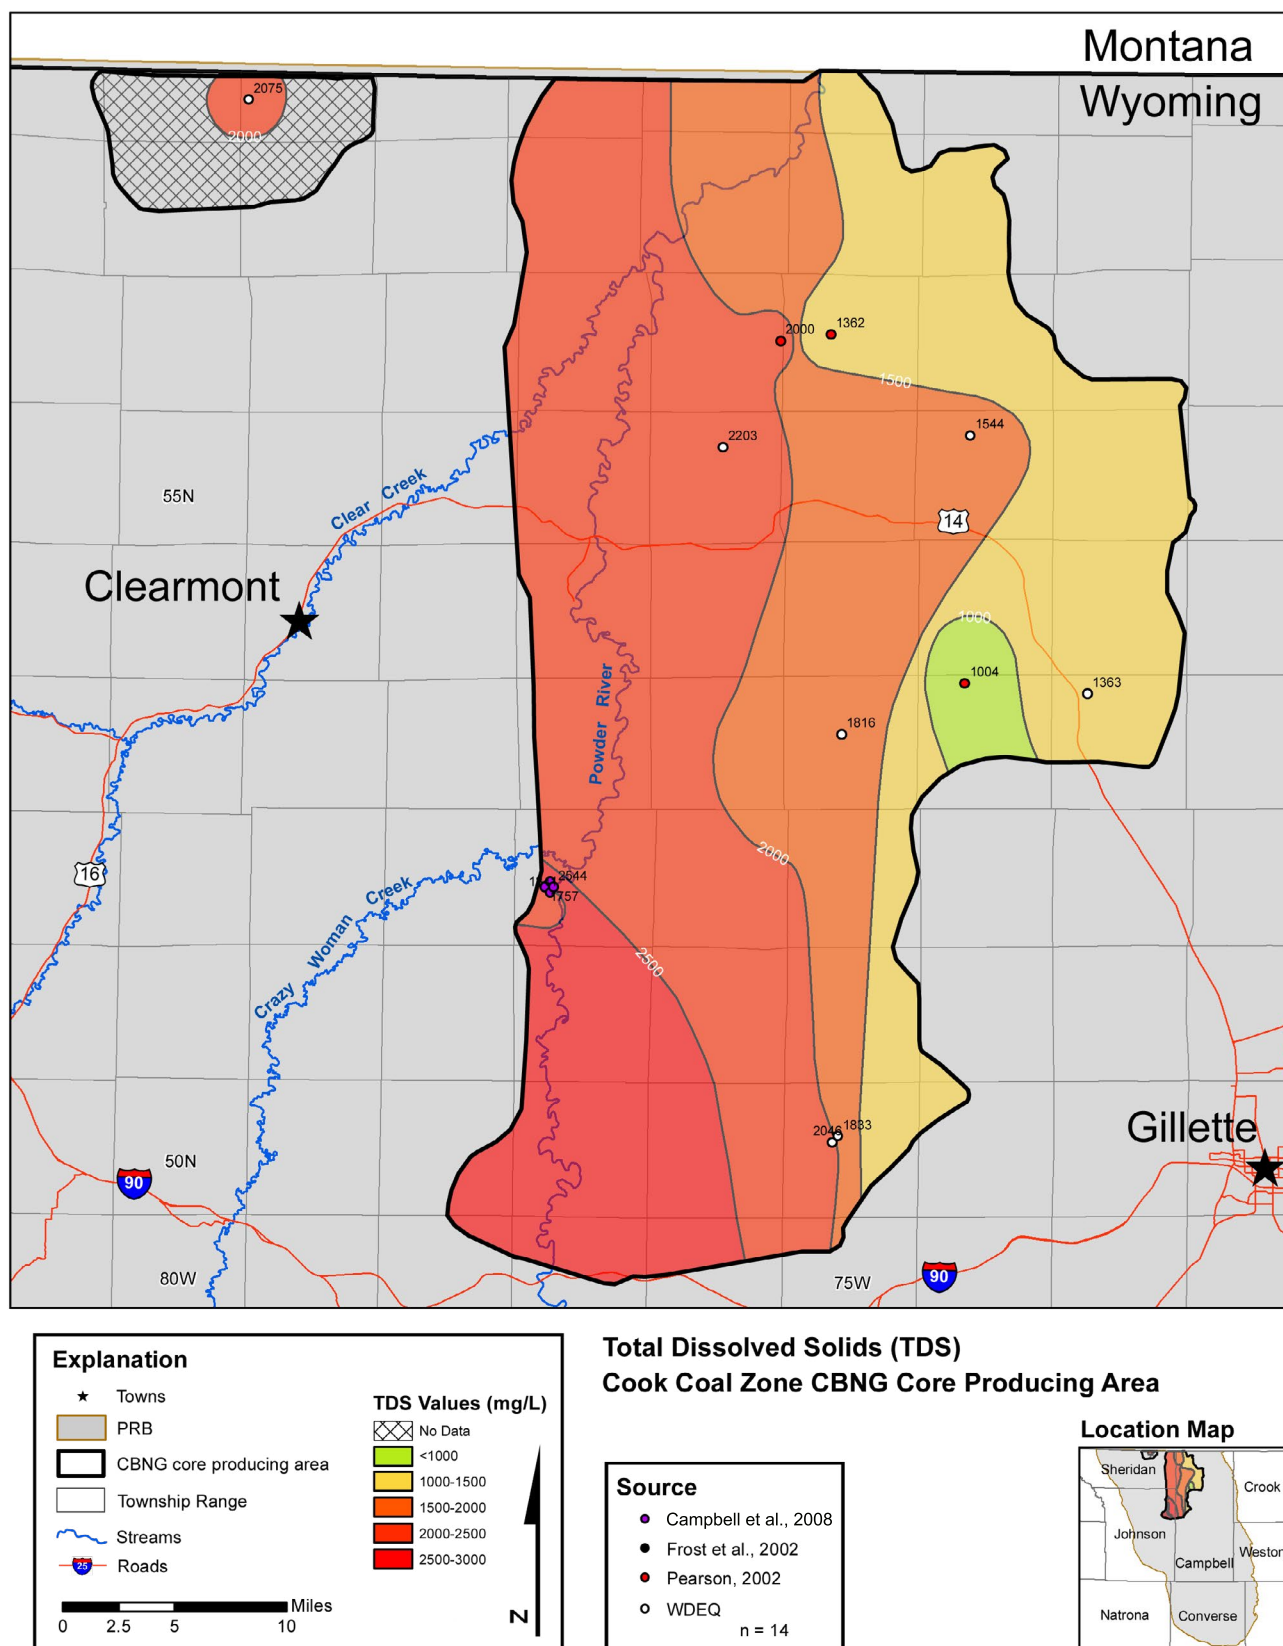 Montana
Wyoming
2075
2000
2000
1362
1500
2203
1544
55N
Clear Creek
14
Clearmont
1000
1004
1363
Powder River
1816
2000
16
2544
1757
Crazy Woman Creek
2500
2046
1833
Gillette
50N
90
80W
75W
90
Explanation
Towns
PRB
CBNG core producing area
Township Range
Streams
25
Roads
TDS Values (mg/L)
No Data
<1000
1000-1500
1500-2000
2000-2500
2500-3000
Miles
0 2.5 5 10
N
Total Dissolved Solids (TDS)
Cook Coal Zone CBNG Core Producing Area
Source
Campbell et al., 2008
Frost et al., 2002
Pearson, 2002
WDEQ
n = 14
Location Map
Sheridan
Crook
Johnson
Campbell
Weston
Natrona
Converse